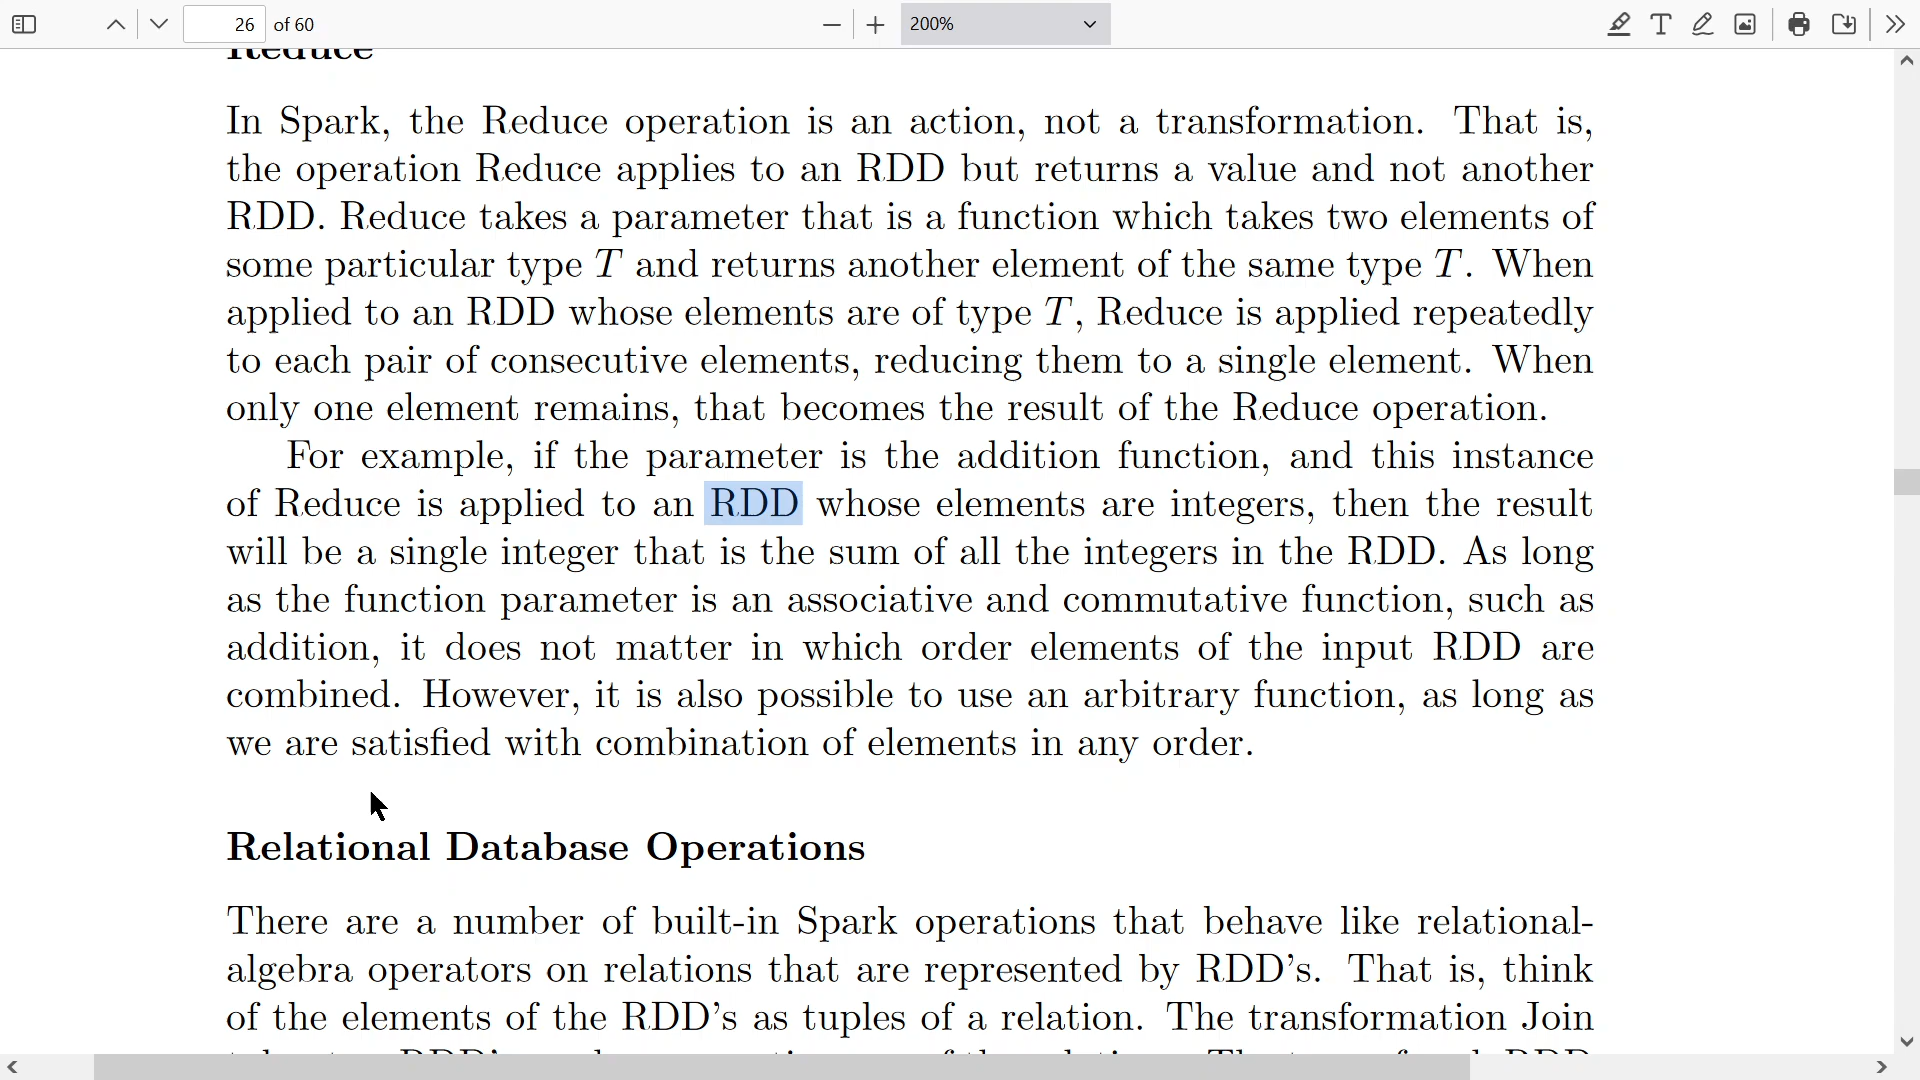 26 of 60 200%
Reduce
In Spark, the Reduce operation is an action, not a transformation. That is,
the operation Reduce applies to an RDD but returns a value and not another
RDD. Reduce takes a parameter that is a function which takes two elements of
some particular type T and returns another element of the same type T. When
applied to an RDD whose elements are of type T, Reduce is applied repeatedly
to each pair of consecutive elements, reducing them to a single element. When
only one element remains, that becomes the result of the Reduce operation.
For example, if the parameter is the addition function, and this instance
of Reduce is applied to an RDD whose elements are integers, then the result
will be a single integer that is the sum of all the integers in the RDD. As long
as the function parameter is an associative and commutative function, such as
addition, it does not matter in which order elements of the input RDD are
combined. However, it is also possible to use an arbitrary function, as long as
we are satisfied with combination of elements in any order.
Relational Database Operations
There are a number of built-in Spark operations that behave like relational-
algebra operators on relations that are represented by RDD's. That is, think
of the elements of the RDD's as tuples of a relation. The transformation Join